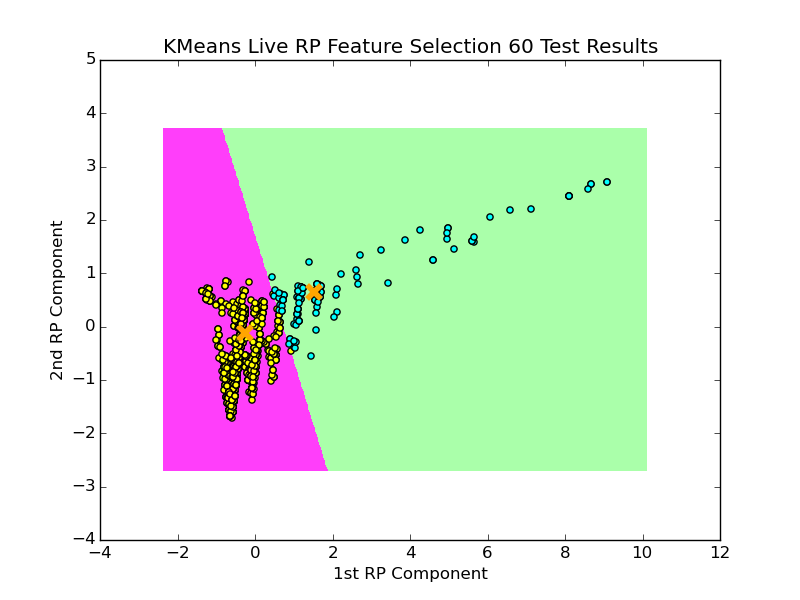 KMeans Live RP Feature Selection 60 Test Results
5
4
3
2
1
0
−1
−2
−3
−4
2nd RP Component
−4 −2 0 2 4 6 8 10 12
1st RP Component